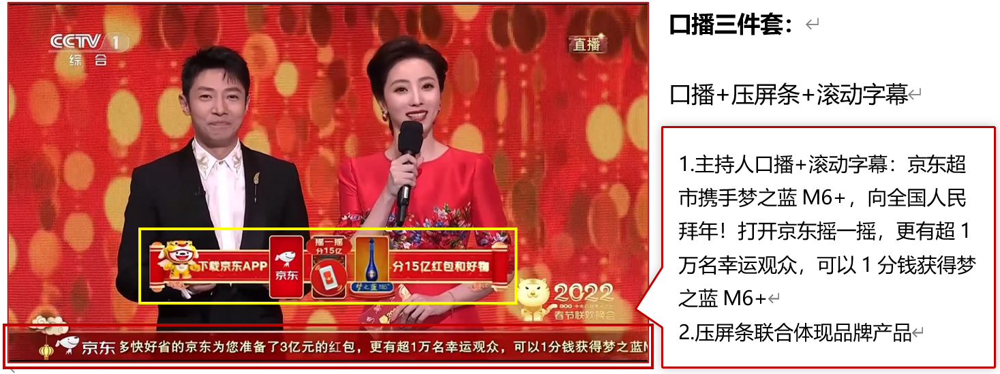 CCTV 1
综合
直播
摇一摇
分15亿
下载京东APP
京东
分15亿红包和好物
梦之蓝
2022
春节联欢晚会
京东 多快好省的京东为您准备了3亿元的红包，更有超1万名幸运观众，可以1分钱获得梦之蓝M
口播三件套：
口播+压屏条+滚动字幕
1.主持人口播+滚动字幕：京东超
市携手梦之蓝 M6+，向全国人民
拜年！打开京东摇一摇，更有超 1
万名幸运观众，可以 1 分钱获得梦
之蓝 M6+
2.压屏条联合体现品牌产品